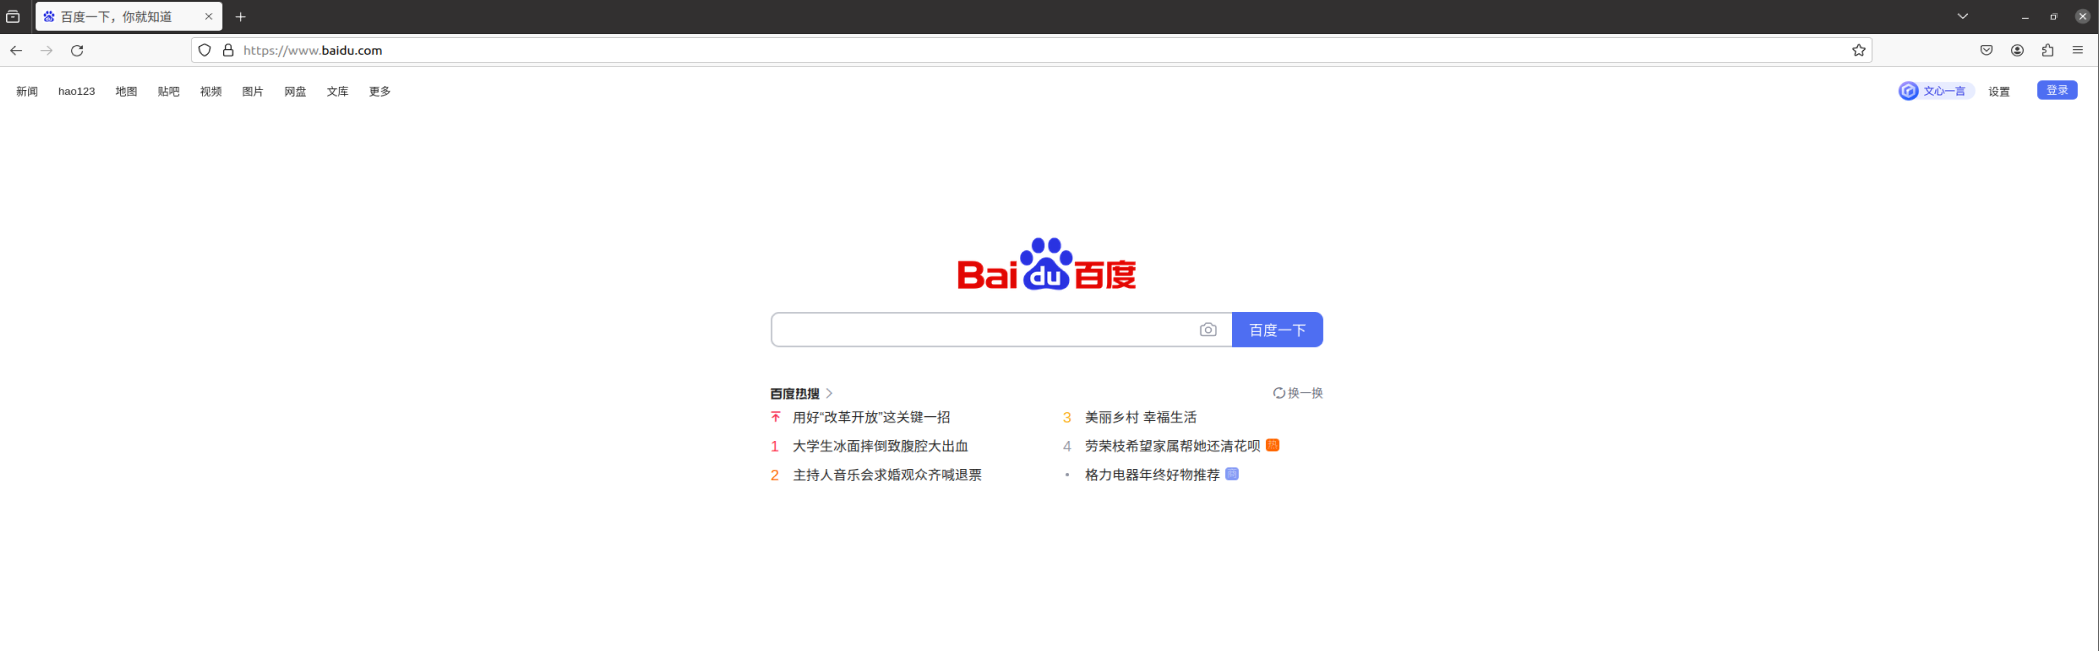 百度一下，你就知道
https://www.baidu.com
新闻 hao123 地图 贴吧 视频 图片 网盘 文库 更多
文心一言 设置 登录
Bai du 百度
百度一下
百度热搜
换一换
用好“改革开放”这关键一招
1 大学生冰面摔倒致腹腔大出血
2 主持人音乐会求婚观众齐喊退票
3 美丽乡村 幸福生活
4 劳荣枝希望家属帮她还清花呗
• 格力电器年终好物推荐